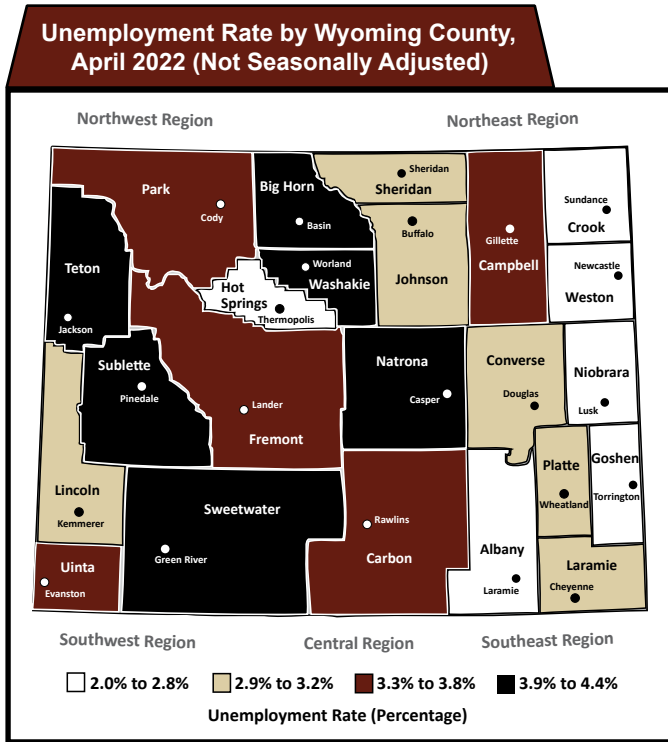 Unemployment Rate by Wyoming County,
April 2022 (Not Seasonally Adjusted)
Northwest Region
Northeast Region
Park
Cody
Big Horn
Basin
Sheridan
Sheridan
Buffalo
Johnson
Gillette
Campbell
Sundance
Crook
Newcastle
Weston
Teton
Jackson
Hot
Springs
Thermopolis
Worland
Washakie
Sublette
Pinedale
Lander
Fremont
Natrona
Casper
Converse
Douglas
Niobrara
Lusk
Lincoln
Kemmerer
Sweetwater
Green River
Rawlins
Carbon
Platte
Wheatland
Goshen
Torrington
Uinta
Evanston
Albany
Laramie
Laramie
Cheyenne
Southwest Region
Central Region
Southeast Region
2.0% to 2.8%
2.9% to 3.2%
3.3% to 3.8%
3.9% to 4.4%
Unemployment Rate (Percentage)